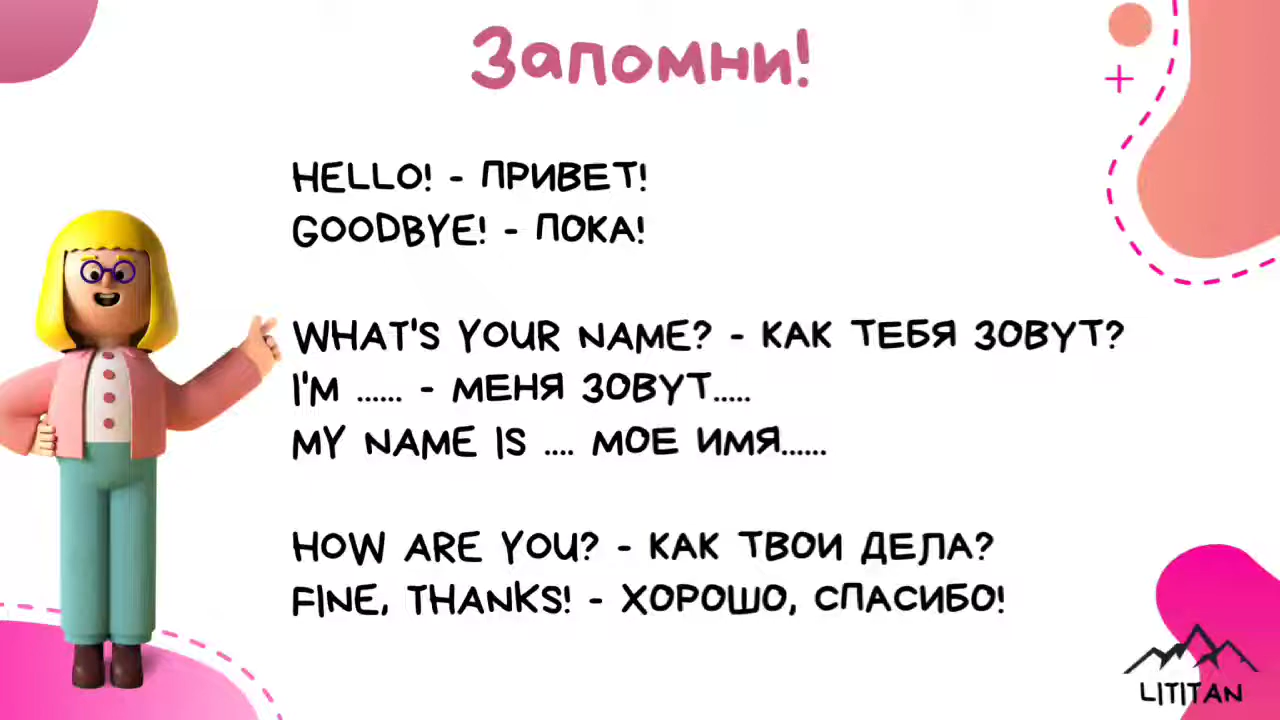 Запомни!
HELLO! - ПРИВЕТ!
GOODBYE! - ПОКА!
WHAT'S YOUR NAME? - КАК ТЕБЯ ЗОВУТ?
I'M ...... - МЕНЯ ЗОВУТ.....
MY NAME IS .... МОЕ ИМЯ......
HOW ARE YOU? - КАК ТВОИ ДЕЛА?
FINE, THANKS! - ХОРОШО, СПАСИБО!
LITITAN